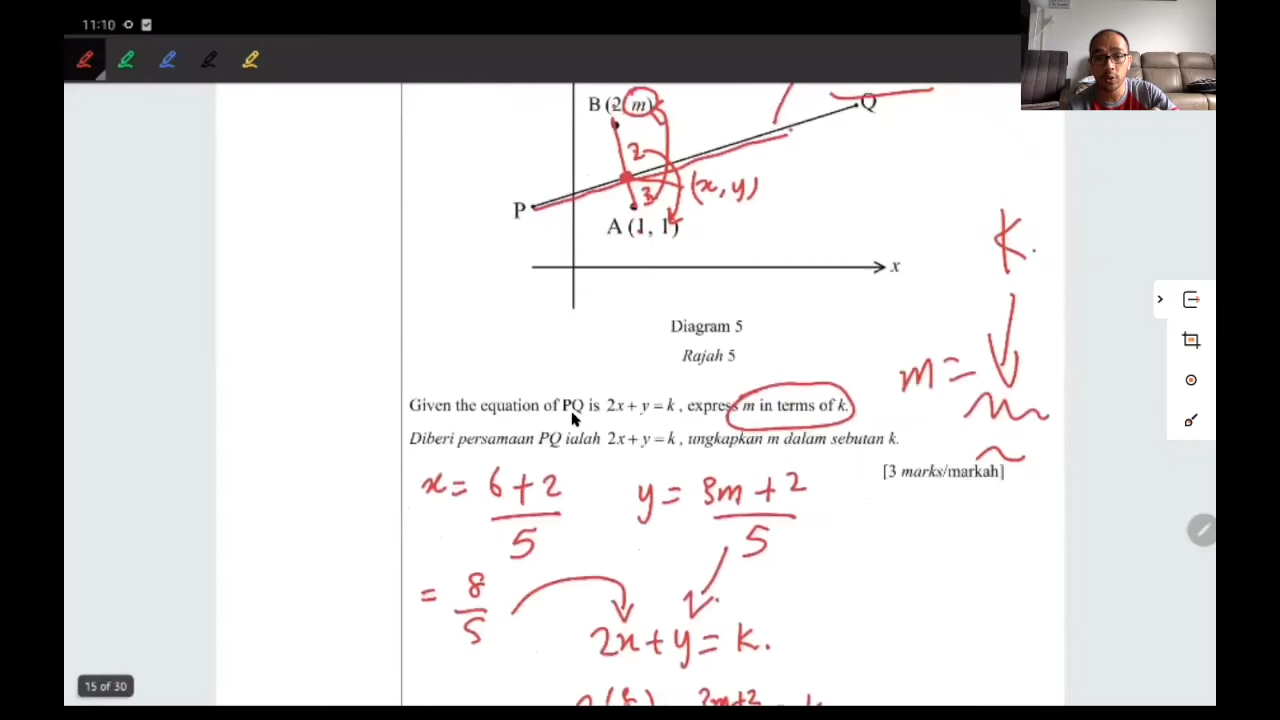 11:10
B (2, m)
Q
2
3
(x, y)
P
A (1, 1)
x
K.
m =
Diagram 5
Rajah 5
Given the equation of PQ is 2x + y = k , express m in terms of k.
Diberi persamaan PQ ialah 2x + y = k , ungkapkan m dalam sebutan k.
[3 marks/markah]
x = 6+2/5 y = 3m+2/5
= 8/5
2x + y = k.
15 of 30